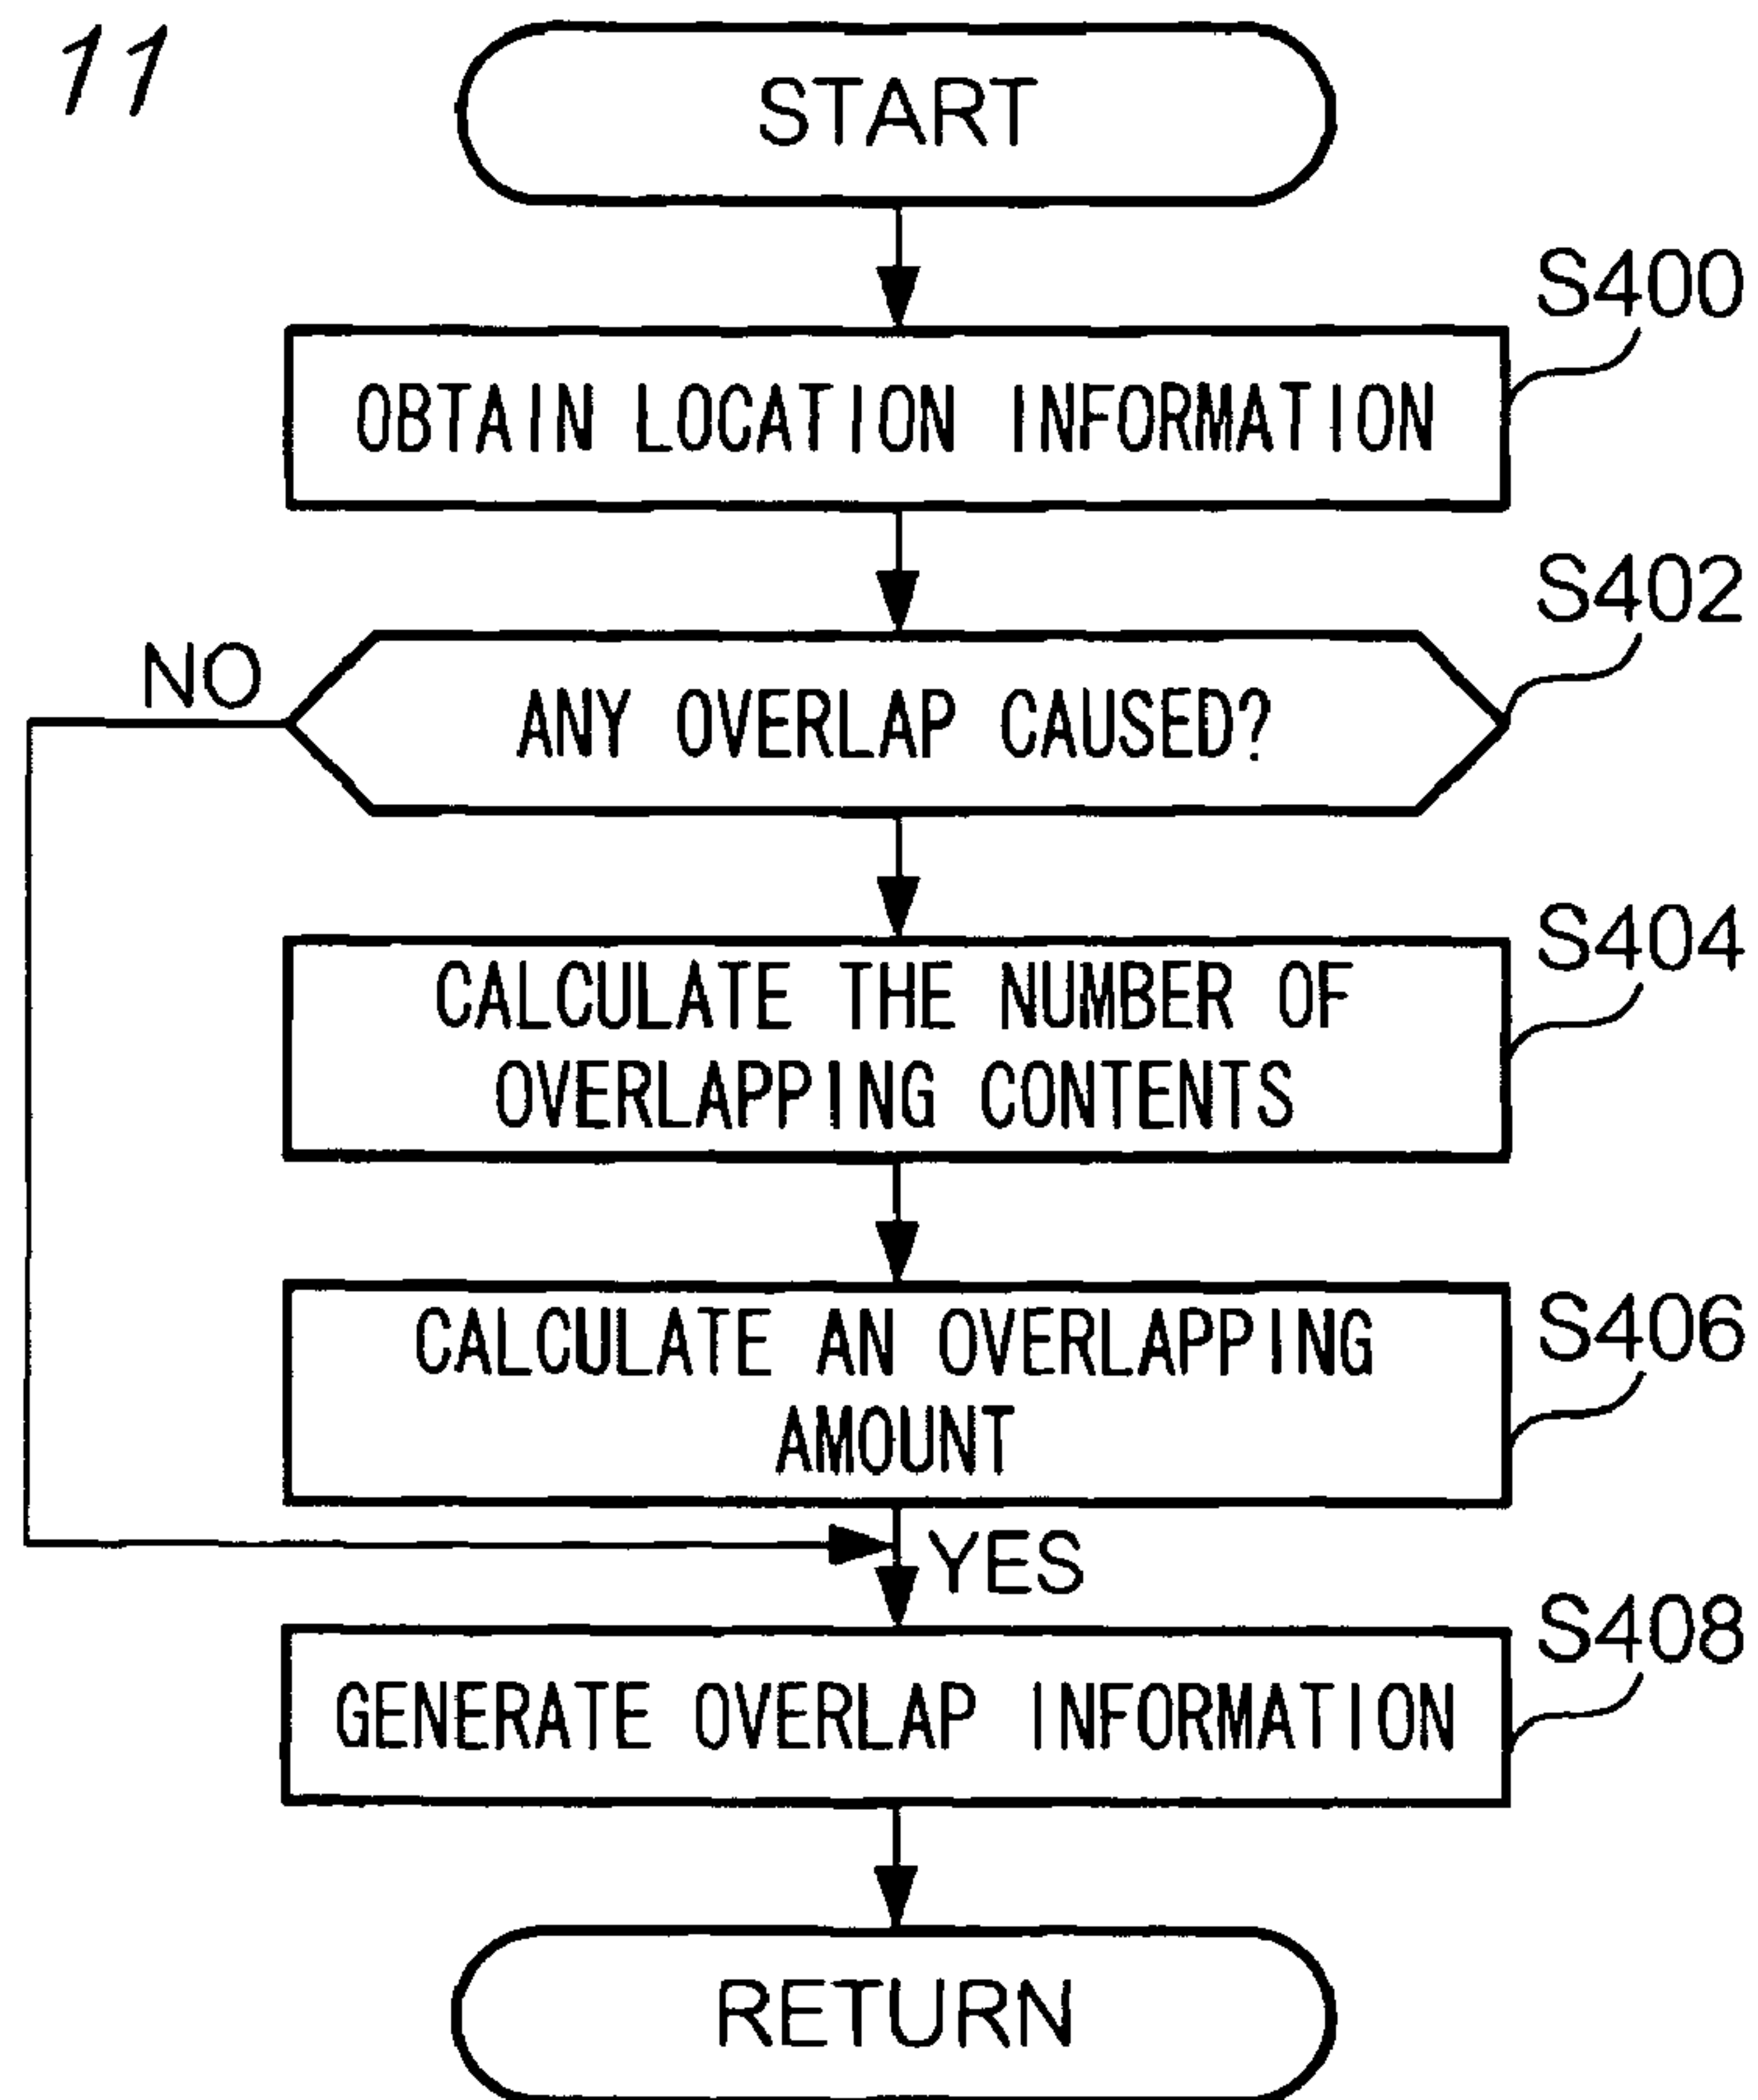 11
START
S400
OBTAIN LOCATION INFORMATION
S402
NO
ANY OVERLAP CAUSED?
S404
CALCULATE THE NUMBER OF
OVERLAPPING CONTENTS
S406
CALCULATE AN OVERLAPPING
AMOUNT
YES
S408
GENERATE OVERLAP INFORMATION
RETURN